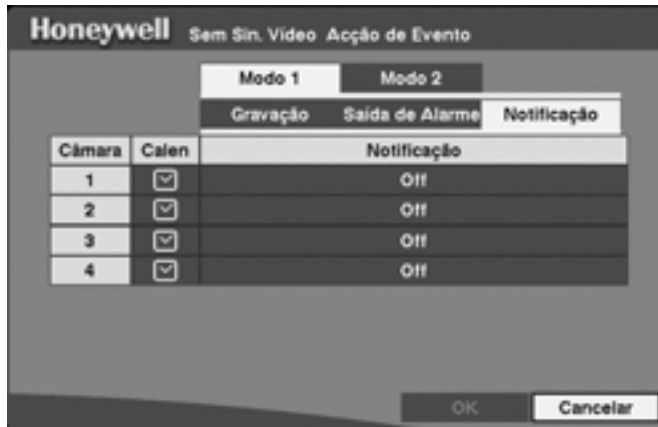 Honeywell Sem Sin. Vídeo Acção de Evento
Modo 1 Modo 2
Gravação Saída de Alarme Notificação
Câmara Calen Notificação
1 Off
2 Off
3 Off
4 Off
OK Cancelar